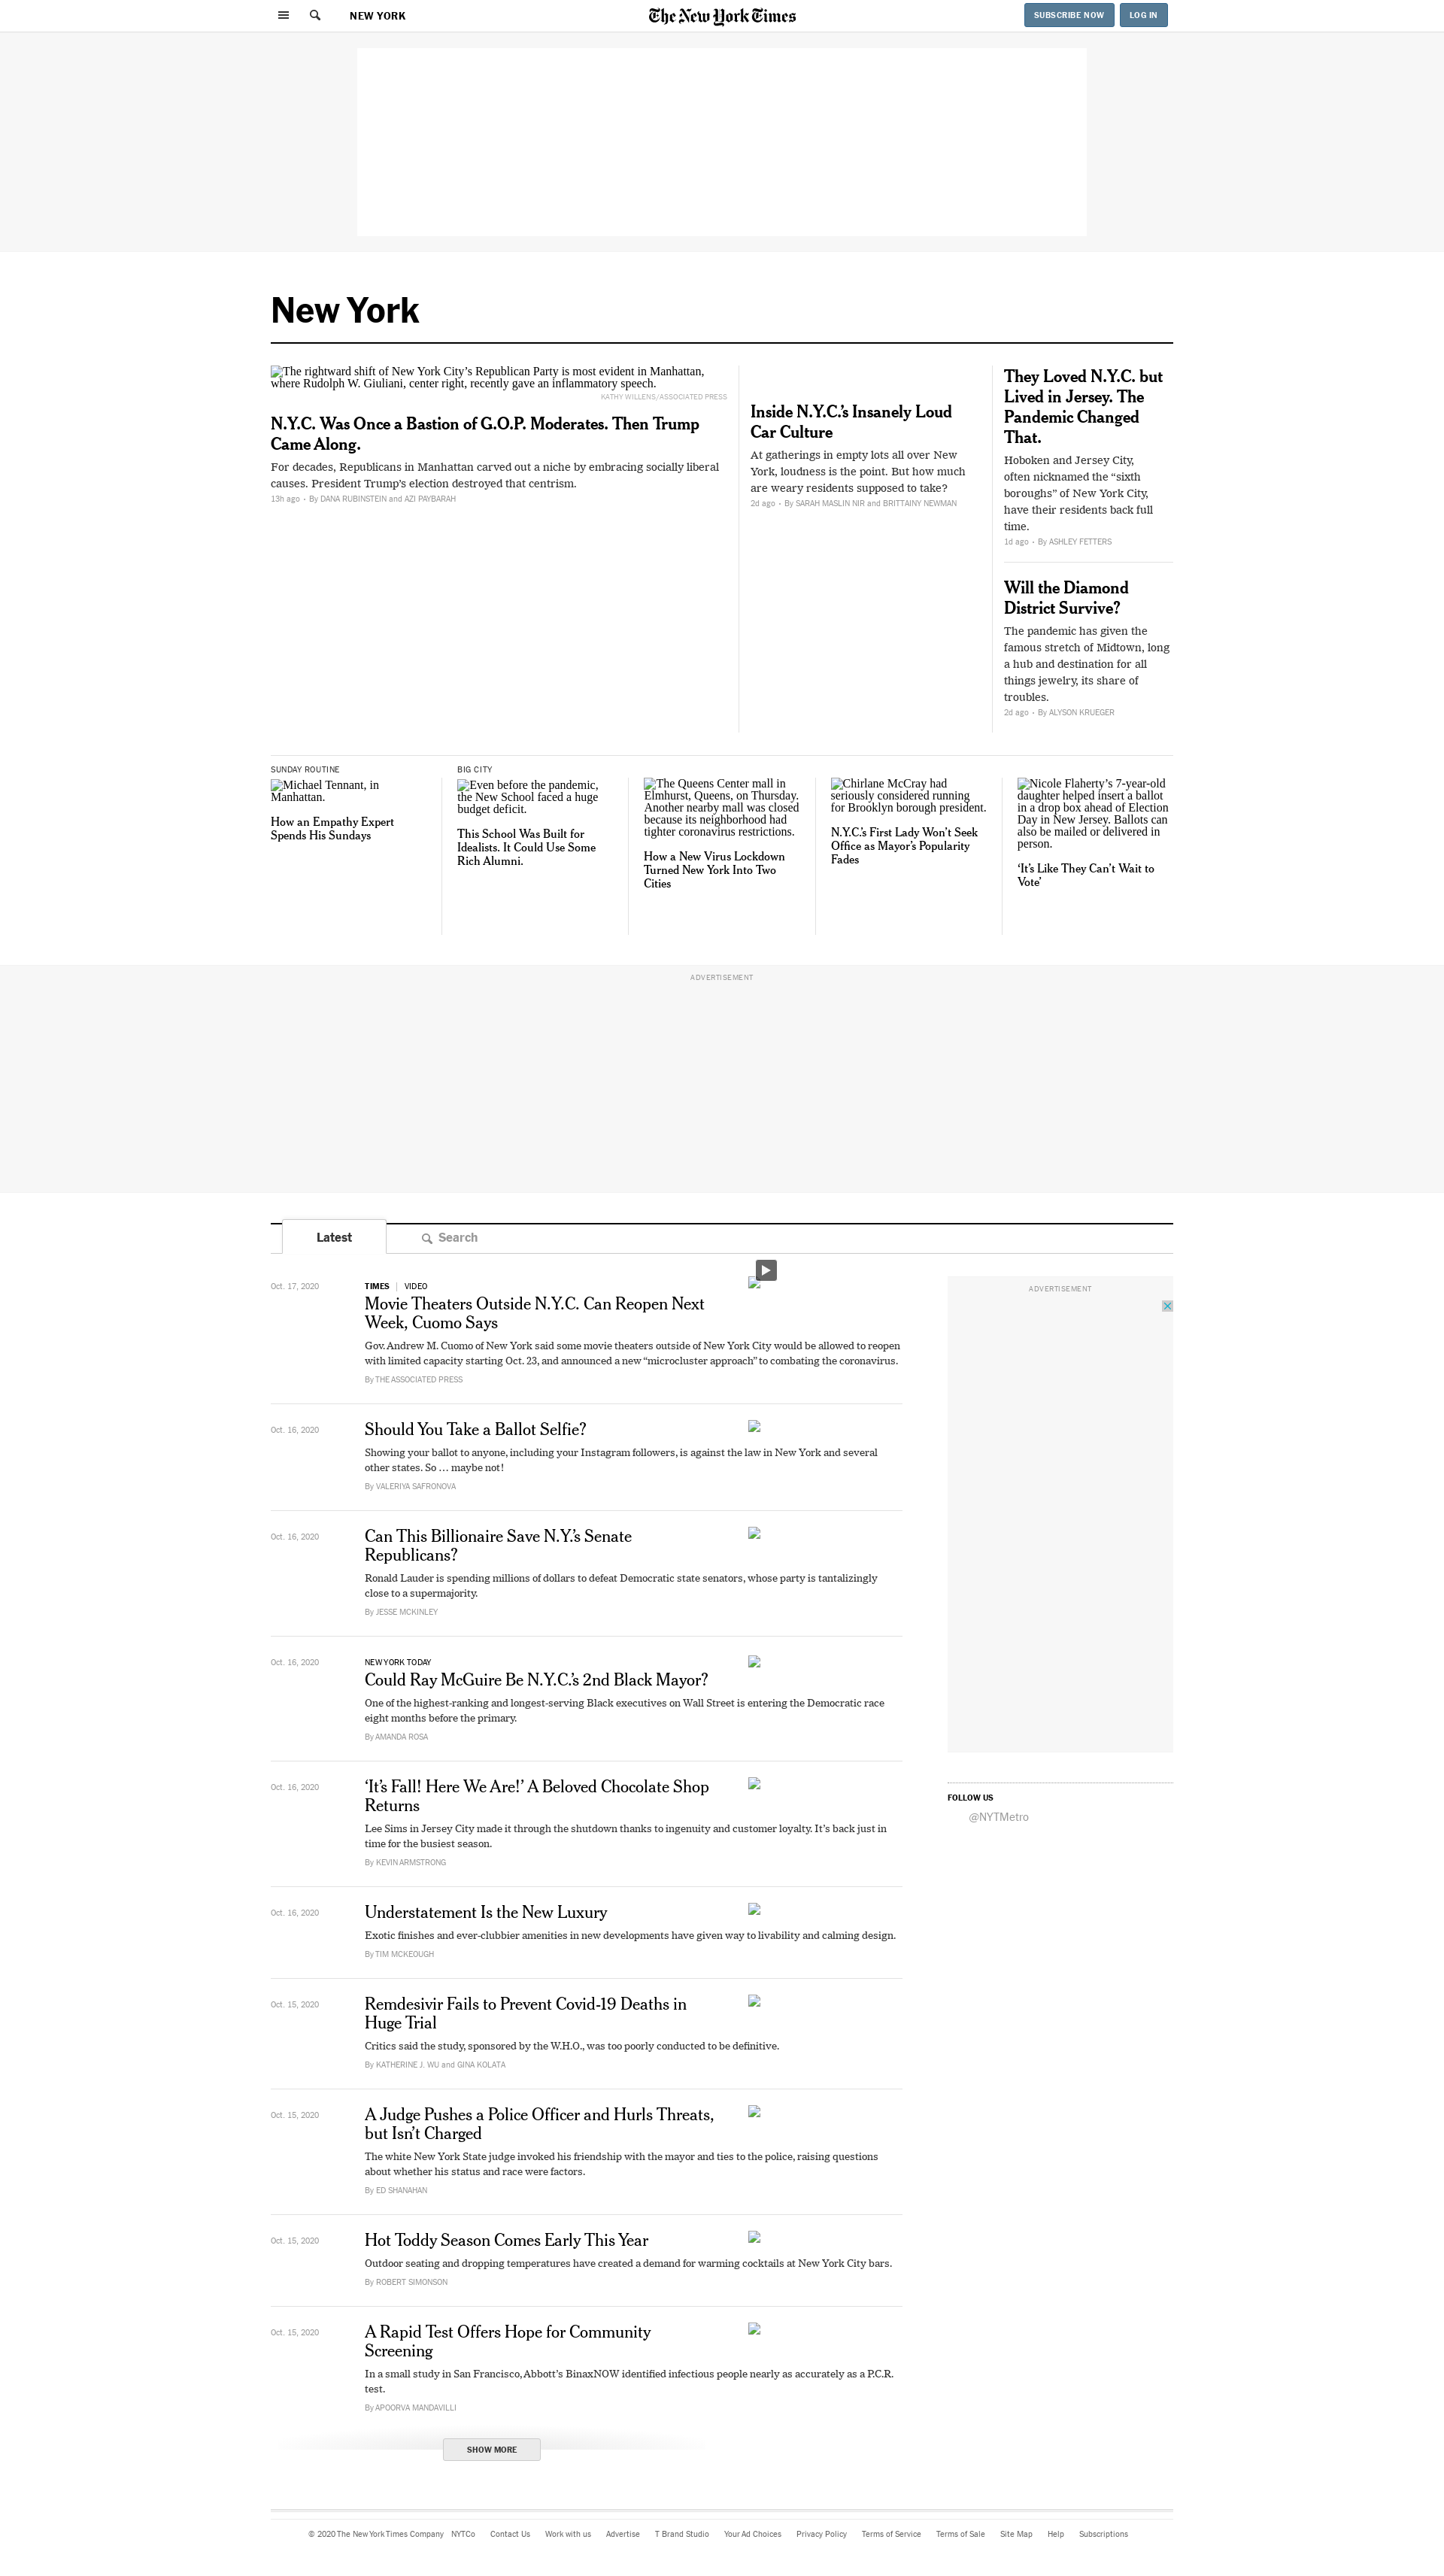 NEW YORK
The New York Times
SUBSCRIBE NOW
LOG IN
New York
The rightward shift of New York City’s Republican Party is most evident in Manhattan,
where Rudolph W. Giuliani, center right, recently gave an inflammatory speech.
KATHY WILLENS/ASSOCIATED PRESS
N.Y.C. Was Once a Bastion of G.O.P. Moderates. Then Trump
Came Along.
For decades, Republicans in Manhattan carved out a niche by embracing socially liberal
causes. President Trump’s election destroyed that centrism.
13h ago • By DANA RUBINSTEIN and AZI PAYBARAH
Inside N.Y.C.’s Insanely Loud
Car Culture
At gatherings in empty lots all over New
York, loudness is the point. But how much
are weary residents supposed to take?
2d ago • By SARAH MASLIN NIR and BRITTAINY NEWMAN
They Loved N.Y.C. but
Lived in Jersey. The
Pandemic Changed
That.
Hoboken and Jersey City,
often nicknamed the “sixth
boroughs” of New York City,
have their residents back full
time.
1d ago • By ASHLEY FETTERS
Will the Diamond
District Survive?
The pandemic has given the
famous stretch of Midtown, long
a hub and destination for all
things jewelry, its share of
troubles.
2d ago • By ALYSON KRUEGER
SUNDAY ROUTINE
Michael Tennant, in
Manhattan.
How an Empathy Expert
Spends His Sundays
BIG CITY
Even before the pandemic,
the New School faced a huge
budget deficit.
This School Was Built for
Idealists. It Could Use Some
Rich Alumni.
The Queens Center mall in
Elmhurst, Queens, on Thursday.
Another nearby mall was closed
because its neighborhood had
tighter coronavirus restrictions.
How a New Virus Lockdown
Turned New York Into Two
Cities
Chirlane McCray had
seriously considered running
for Brooklyn borough president.
N.Y.C.’s First Lady Won’t Seek
Office as Mayor’s Popularity
Fades
Nicole Flaherty’s 7-year-old
daughter helped insert a ballot
in a drop box ahead of Election
Day in New Jersey. Ballots can
also be mailed or delivered in
person.
‘It’s Like They Can’t Wait to
Vote’
ADVERTISEMENT
Latest
Search
Oct. 17, 2020
TIMES | VIDEO
Movie Theaters Outside N.Y.C. Can Reopen Next
Week, Cuomo Says
Gov. Andrew M. Cuomo of New York said some movie theaters outside of New York City would be allowed to reopen
with limited capacity starting Oct. 23, and announced a new “microcluster approach” to combating the coronavirus.
By THE ASSOCIATED PRESS
Oct. 16, 2020
Should You Take a Ballot Selfie?
Showing your ballot to anyone, including your Instagram followers, is against the law in New York and several
other states. So … maybe not!
By VALERIYA SAFRONOVA
Oct. 16, 2020
Can This Billionaire Save N.Y.’s Senate
Republicans?
Ronald Lauder is spending millions of dollars to defeat Democratic state senators, whose party is tantalizingly
close to a supermajority.
By JESSE MCKINLEY
Oct. 16, 2020
NEW YORK TODAY
Could Ray McGuire Be N.Y.C.’s 2nd Black Mayor?
One of the highest-ranking and longest-serving Black executives on Wall Street is entering the Democratic race
eight months before the primary.
By AMANDA ROSA
Oct. 16, 2020
‘It’s Fall! Here We Are!’ A Beloved Chocolate Shop
Returns
Lee Sims in Jersey City made it through the shutdown thanks to ingenuity and customer loyalty. It’s back just in
time for the busiest season.
By KEVIN ARMSTRONG
Oct. 16, 2020
Understatement Is the New Luxury
Exotic finishes and ever-clubbier amenities in new developments have given way to livability and calming design.
By TIM MCKEOUGH
Oct. 15, 2020
Remdesivir Fails to Prevent Covid-19 Deaths in
Huge Trial
Critics said the study, sponsored by the W.H.O., was too poorly conducted to be definitive.
By KATHERINE J. WU and GINA KOLATA
Oct. 15, 2020
A Judge Pushes a Police Officer and Hurls Threats,
but Isn’t Charged
The white New York State judge invoked his friendship with the mayor and ties to the police, raising questions
about whether his status and race were factors.
By ED SHANAHAN
Oct. 15, 2020
Hot Toddy Season Comes Early This Year
Outdoor seating and dropping temperatures have created a demand for warming cocktails at New York City bars.
By ROBERT SIMONSON
Oct. 15, 2020
A Rapid Test Offers Hope for Community
Screening
In a small study in San Francisco, Abbott’s BinaxNOW identified infectious people nearly as accurately as a P.C.R.
test.
By APOORVA MANDAVILLI
SHOW MORE
ADVERTISEMENT
FOLLOW US
@NYTMetro
© 2020 The New York Times Company NYTCo Contact Us Work with us Advertise T Brand Studio Your Ad Choices Privacy Policy Terms of Service Terms of Sale Site Map Help Subscriptions